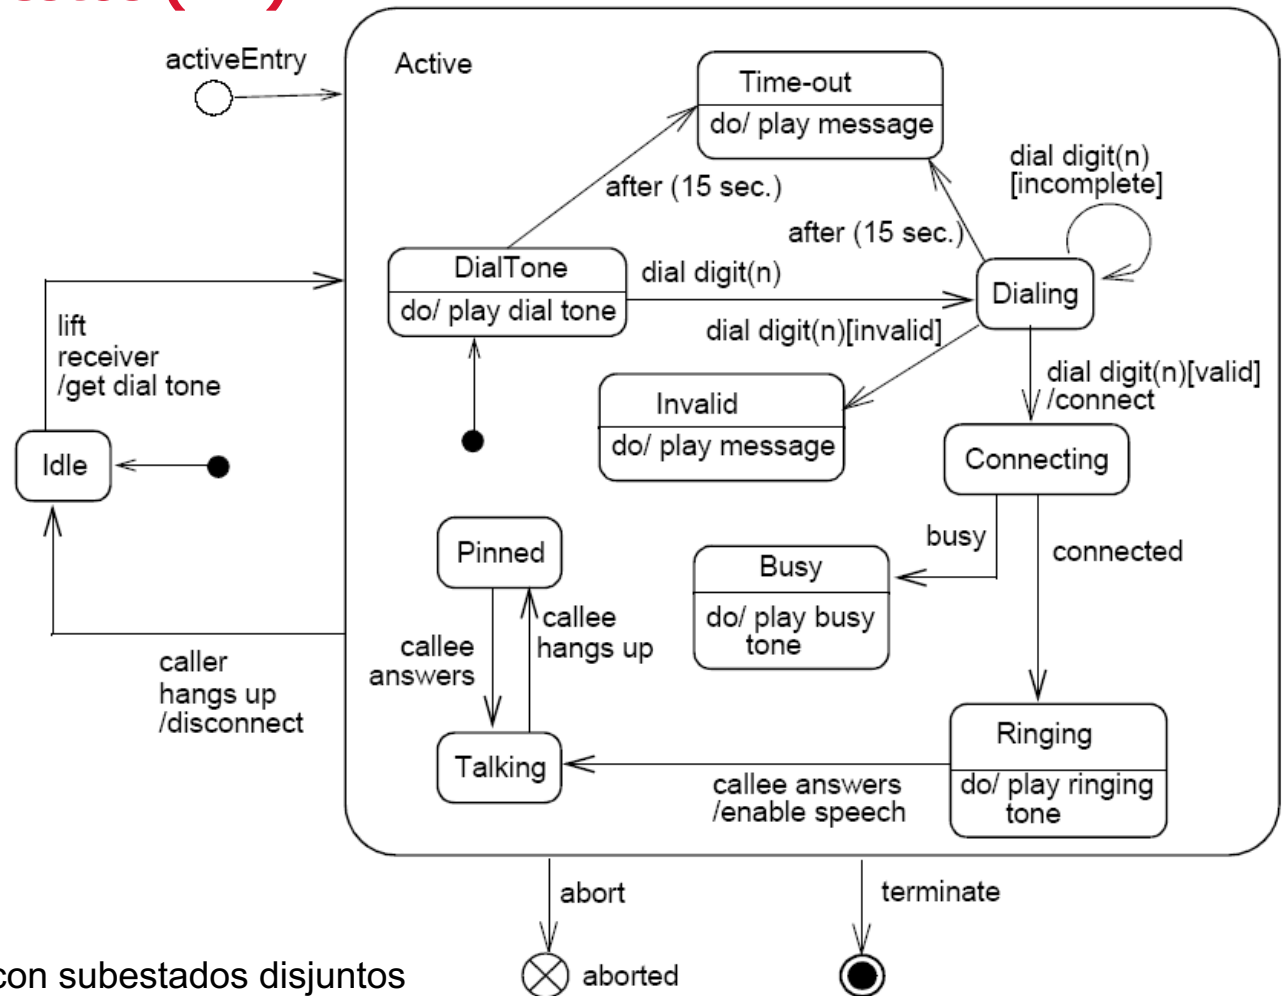 activeEntry
Active
Time-out
do/ play message
dial digit(n)
[incomplete]
after (15 sec.)
after (15 sec.)
DialTone
do/ play dial tone
dial digit(n)
Dialing
lift
receiver
/get dial tone
dial digit(n)[invalid]
dial digit(n)[valid]
/connect
Invalid
do/ play message
Idle
Connecting
Pinned
busy
connected
Busy
do/ play busy
tone
callee
hangs up
callee
answers
caller
hangs up
/disconnect
Talking
callee answers
/enable speech
Ringing
do/ play ringing
tone
abort
terminate
aborted
con subestados disjuntos